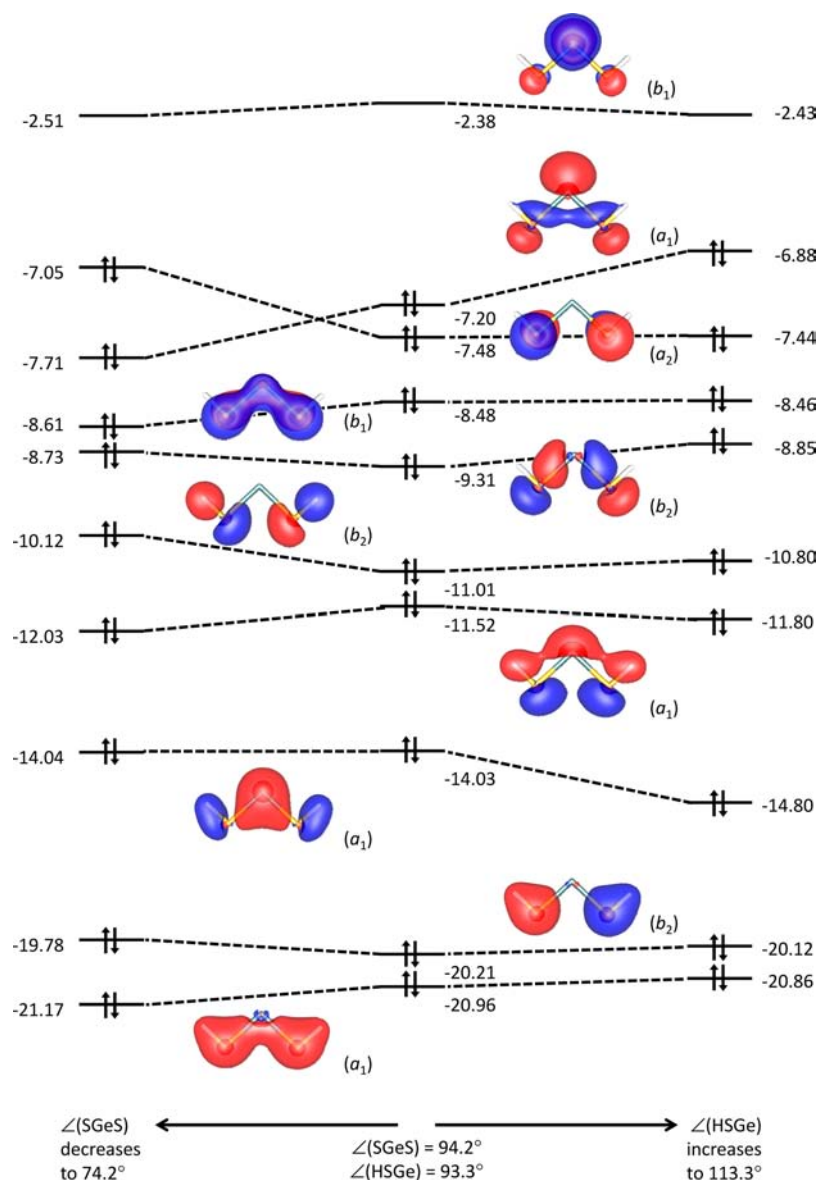 (b₁)
-2.51
-2.38
-2.43
(a₁)
-7.05
-6.88
-7.20
-7.71
-7.48
(a₂)
-7.44
-8.61
(b₁)
-8.48
-8.46
-8.73
-9.31
-8.85
(b₂)
(b₂)
-10.12
-11.01
-10.80
-12.03
-11.52
-11.80
(a₁)
-14.04
-14.03
-14.80
(a₁)
(b₂)
-19.78
-20.21
-20.12
-21.17
-20.96
-20.86
(a₁)
∠(SGeS)
decreases
to 74.2°
∠(SGeS) = 94.2°
∠(HSGe) = 93.3°
∠(HSGe)
increases
to 113.3°